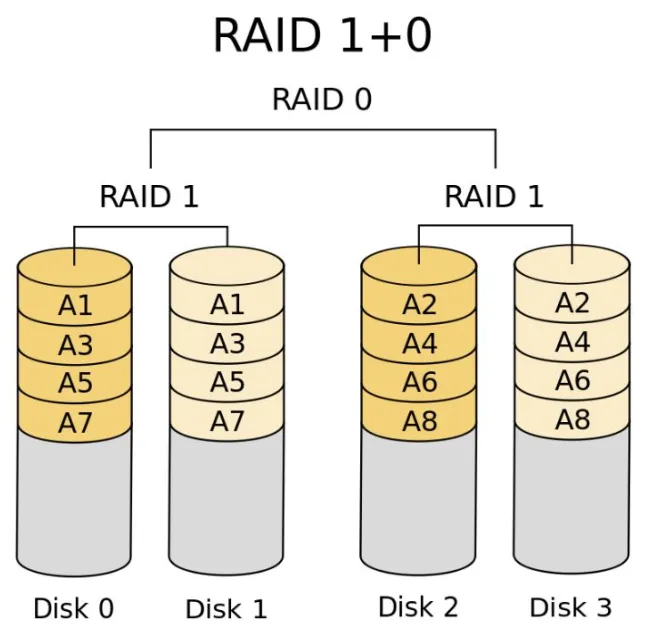 RAID 1+0
RAID 0
RAID 1 RAID 1
A1 A1 A2 A2
A3 A3 A4 A4
A5 A5 A6 A6
A7 A7 A8 A8
Disk 0 Disk 1 Disk 2 Disk 3